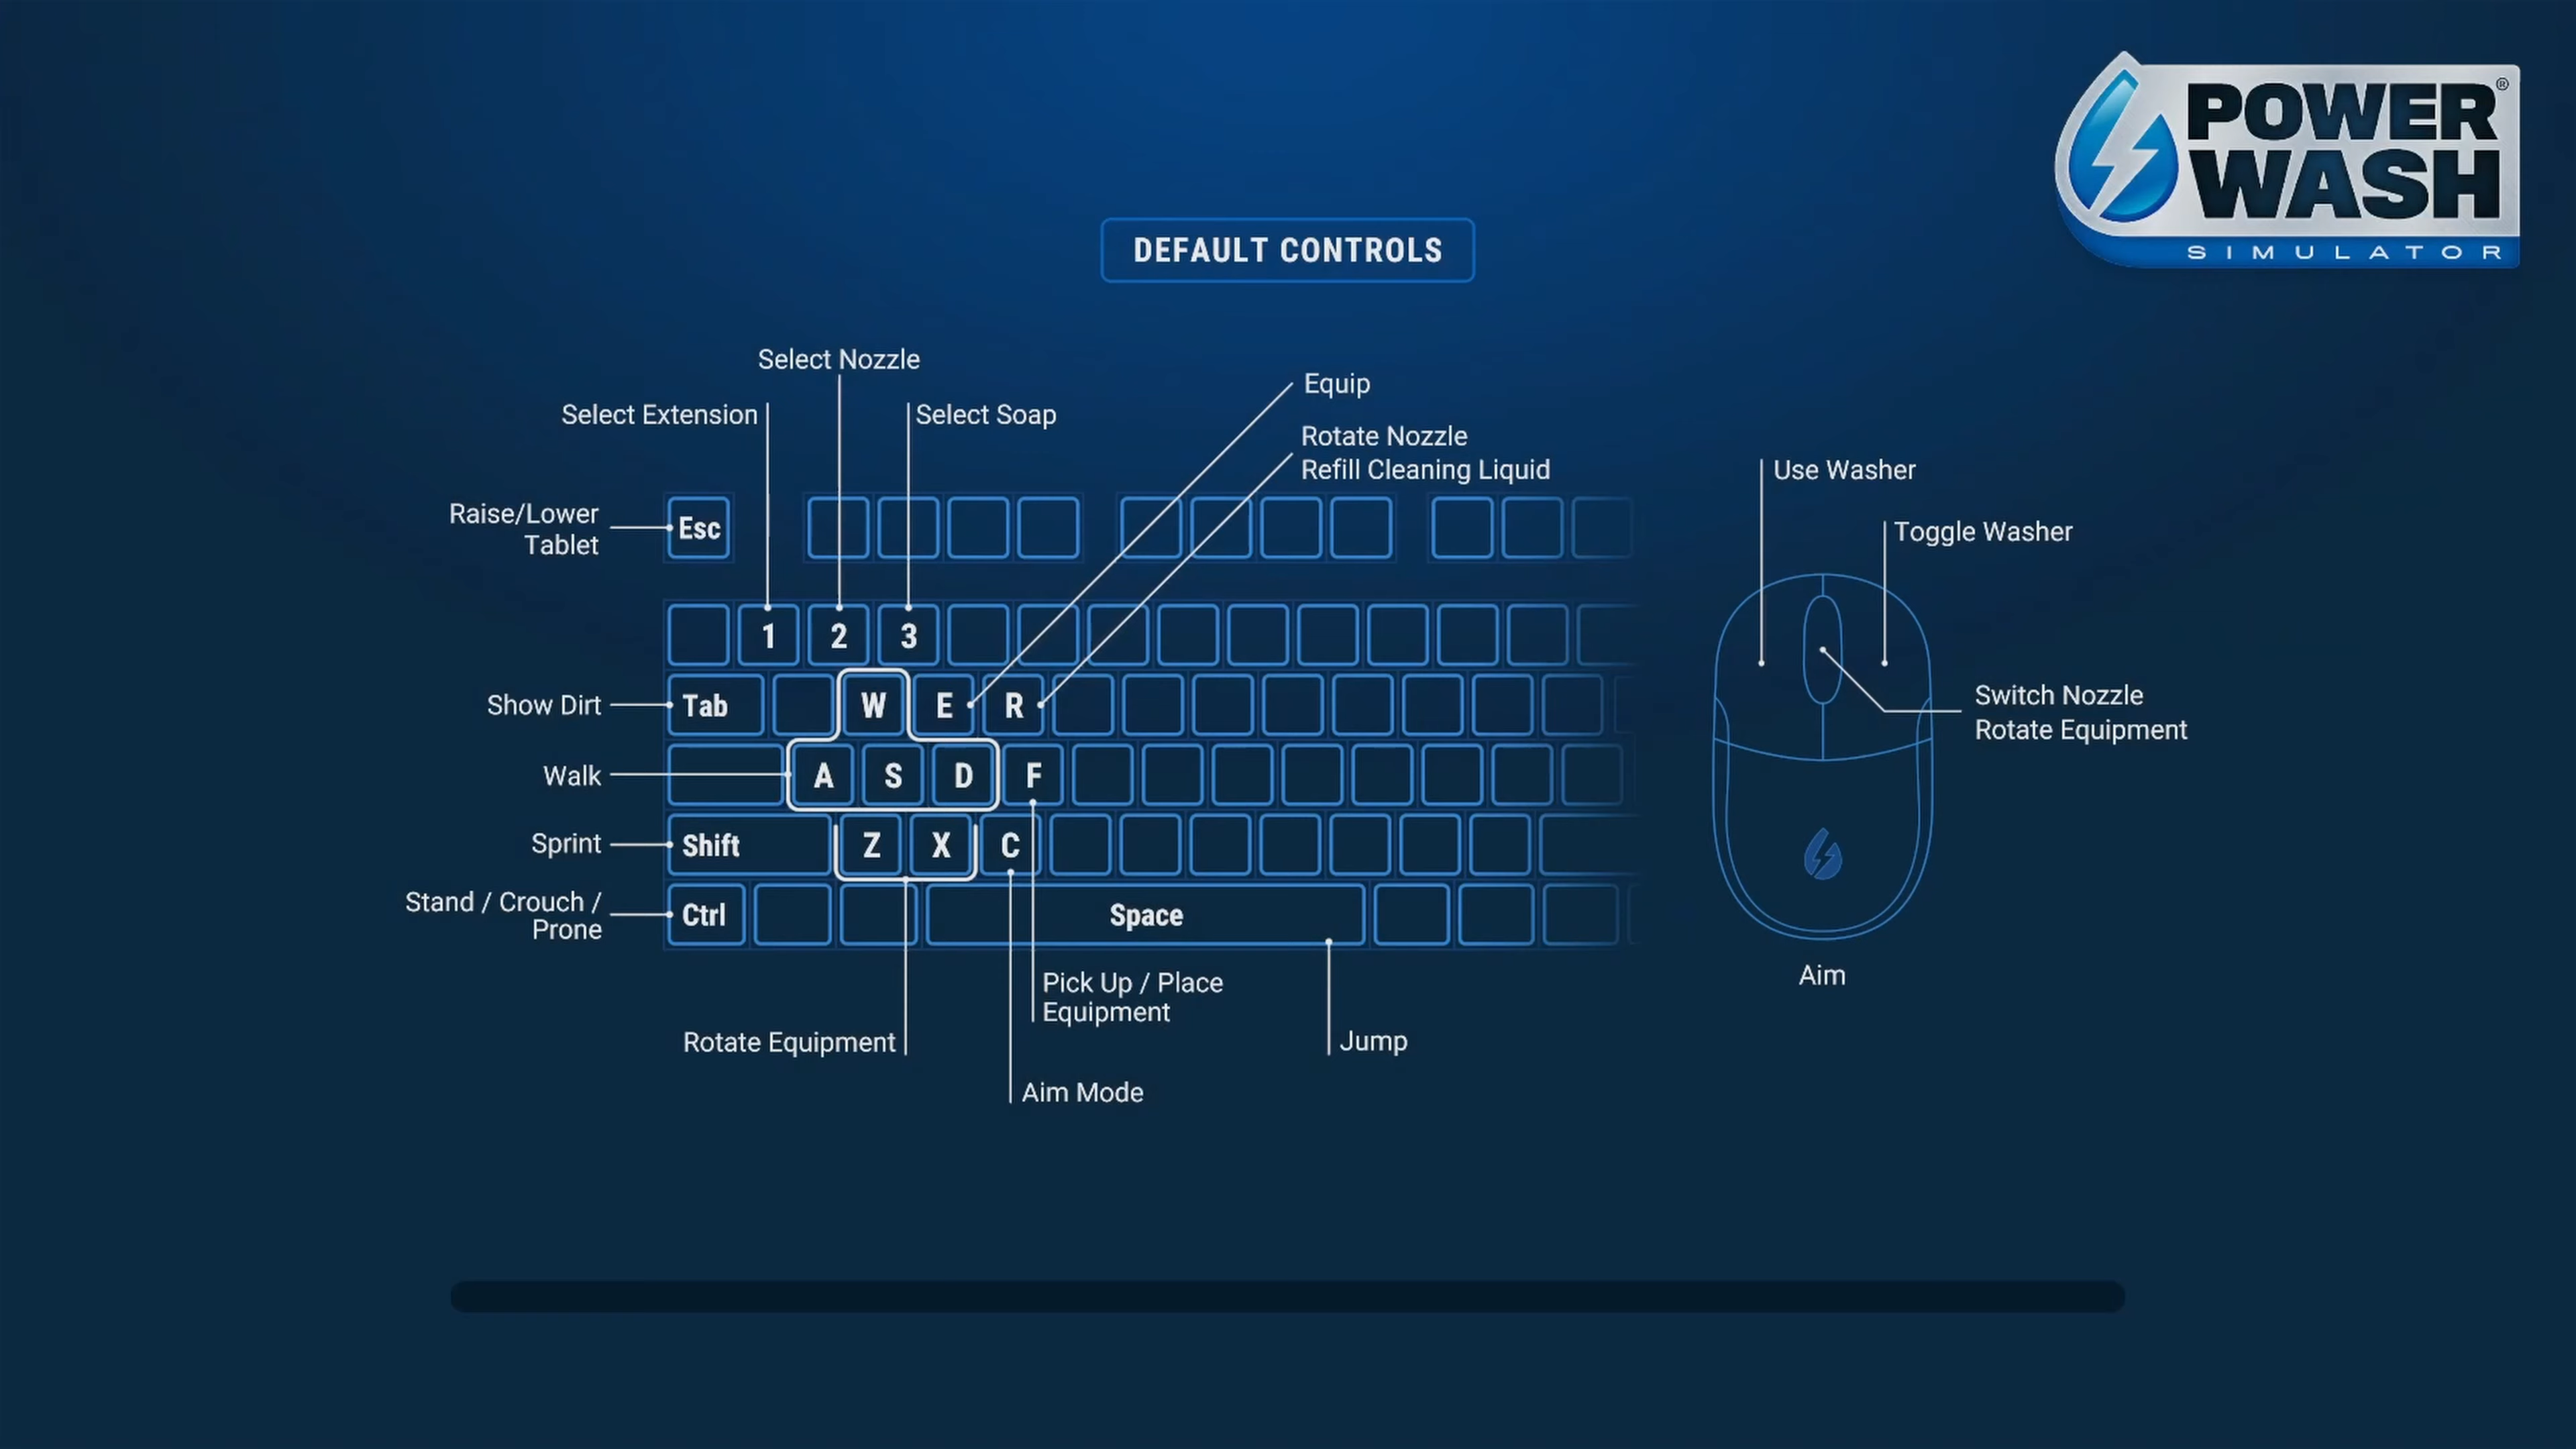 POWER®
WASH
SIMULATOR
DEFAULT CONTROLS
Select Nozzle
Select Extension
Select Soap
Equip
Rotate Nozzle
Refill Cleaning Liquid
Use Washer
Toggle Washer
Raise/Lower
Tablet
Esc
1 2 3
Show Dirt
Tab W E R
Switch Nozzle
Rotate Equipment
Walk
A S D F
Sprint
Shift Z X C
Stand / Crouch /
Prone
Ctrl Space
Pick Up / Place
Equipment
Aim
Rotate Equipment
Jump
Aim Mode